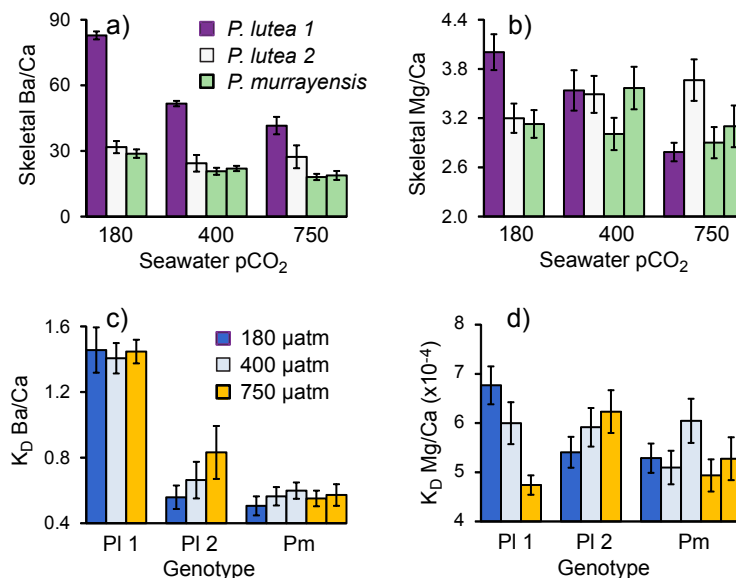 a)
P. lutea 1
P. lutea 2
P. murrayensis
90
60
30
0
Skeletal Ba/Ca
180 400 750
Seawater pCO2
b)
4.4
3.8
3.2
2.6
2.0
Skeletal Mg/Ca
180 400 750
Seawater pCO2
c)
180 µatm
400 µatm
750 µatm
1.6
1.2
0.8
0.4
KD Ba/Ca
Pl 1 Pl 2 Pm
Genotype
d)
8
7
6
5
4
KD Mg/Ca (x10-4)
Pl 1 Pl 2 Pm
Genotype